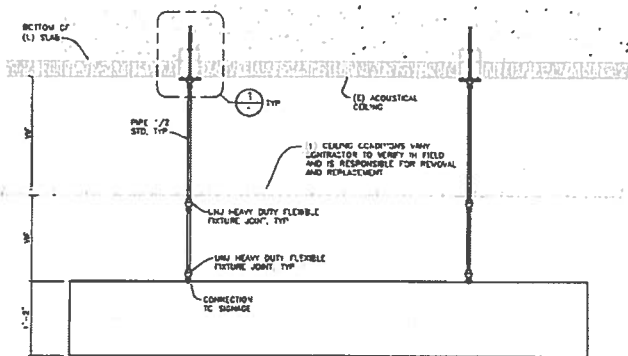 BOTTOM OF
SLAB
1
TYP
(E) ACOUSTICAL
CEILING
PIPE 1/2
STD, TYP
CEILING CONDITIONS VARY
CONTRACTOR TO VERIFY IN FIELD
AND IS RESPONSIBLE FOR REMOVAL
AND REPLACEMENT
HEAVY DUTY FLEXIBLE
FIXTURE JOINT, TYP
HEAVY DUTY FLEXIBLE
FIXTURE JOINT, TYP
CONNECTION
TO SIGNAGE